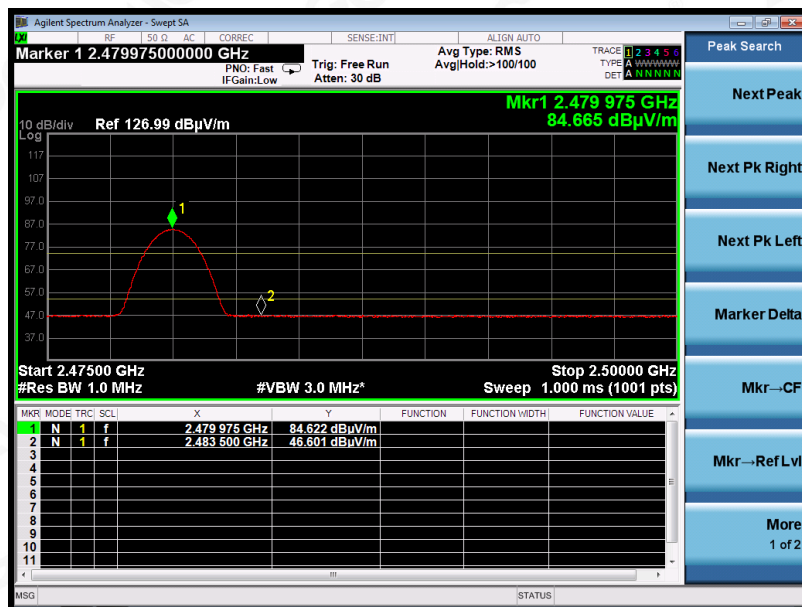 Agilent Spectrum Analyzer - Swept SA
LXI RF 50 Ω AC CORREC SENSE:INT ALIGN AUTO
Marker 1 2.479975000000 GHz
PNO: Fast
IFGain:Low
Trig: Free Run
Atten: 30 dB
Avg Type: RMS
Avg|Hold:>100/100
TRACE 1 2 3 4 5 6
TYPE A WWWWW
DET A N N N N N
Peak Search
Next Peak
Next Pk Right
Next Pk Left
Marker Delta
Mkr→CF
Mkr→Ref Lvl
More
1 of 2
Mkr1 2.479 975 GHz
84.665 dBµV/m
10 dB/div Ref 126.99 dBµV/m
Log
117
107
97.0
87.0
77.0
67.0
57.0
47.0
37.0
1
2
Start 2.47500 GHz Stop 2.50000 GHz
#Res BW 1.0 MHz #VBW 3.0 MHz* Sweep 1.000 ms (1001 pts)
MKR MODE TRC SCL X Y FUNCTION FUNCTION WIDTH FUNCTION VALUE
1 N 1 f 2.479 975 GHz 84.622 dBµV/m
2 N 1 f 2.483 500 GHz 46.601 dBµV/m
3
4
5
6
7
8
9
10
11
MSG STATUS